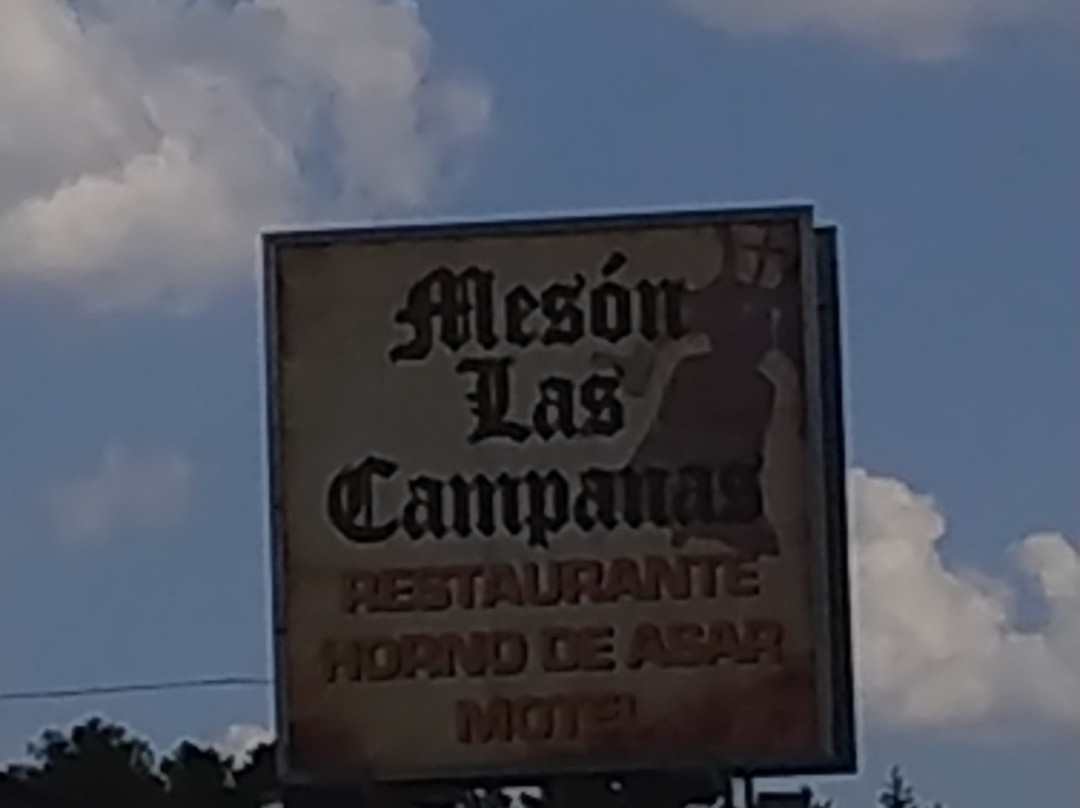 Mesón
Las
Campanas
RESTAURANTE
HORNO DE ASAR
MOTEL